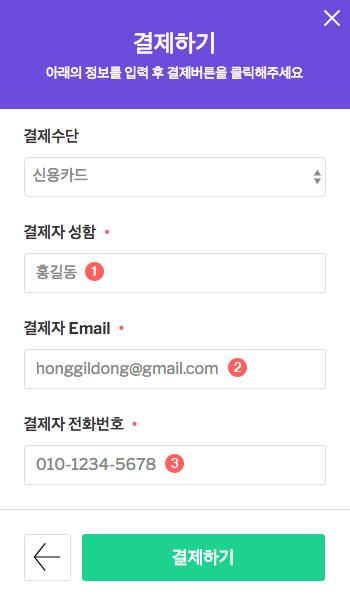 결제하기
아래의 정보를 입력 후 결제버튼을 클릭해주세요
결제수단
신용카드
결제자 성함 •
홍길동 1
결제자 Email •
honggildong@gmail.com 2
결제자 전화번호 •
010-1234-5678 3
결제하기